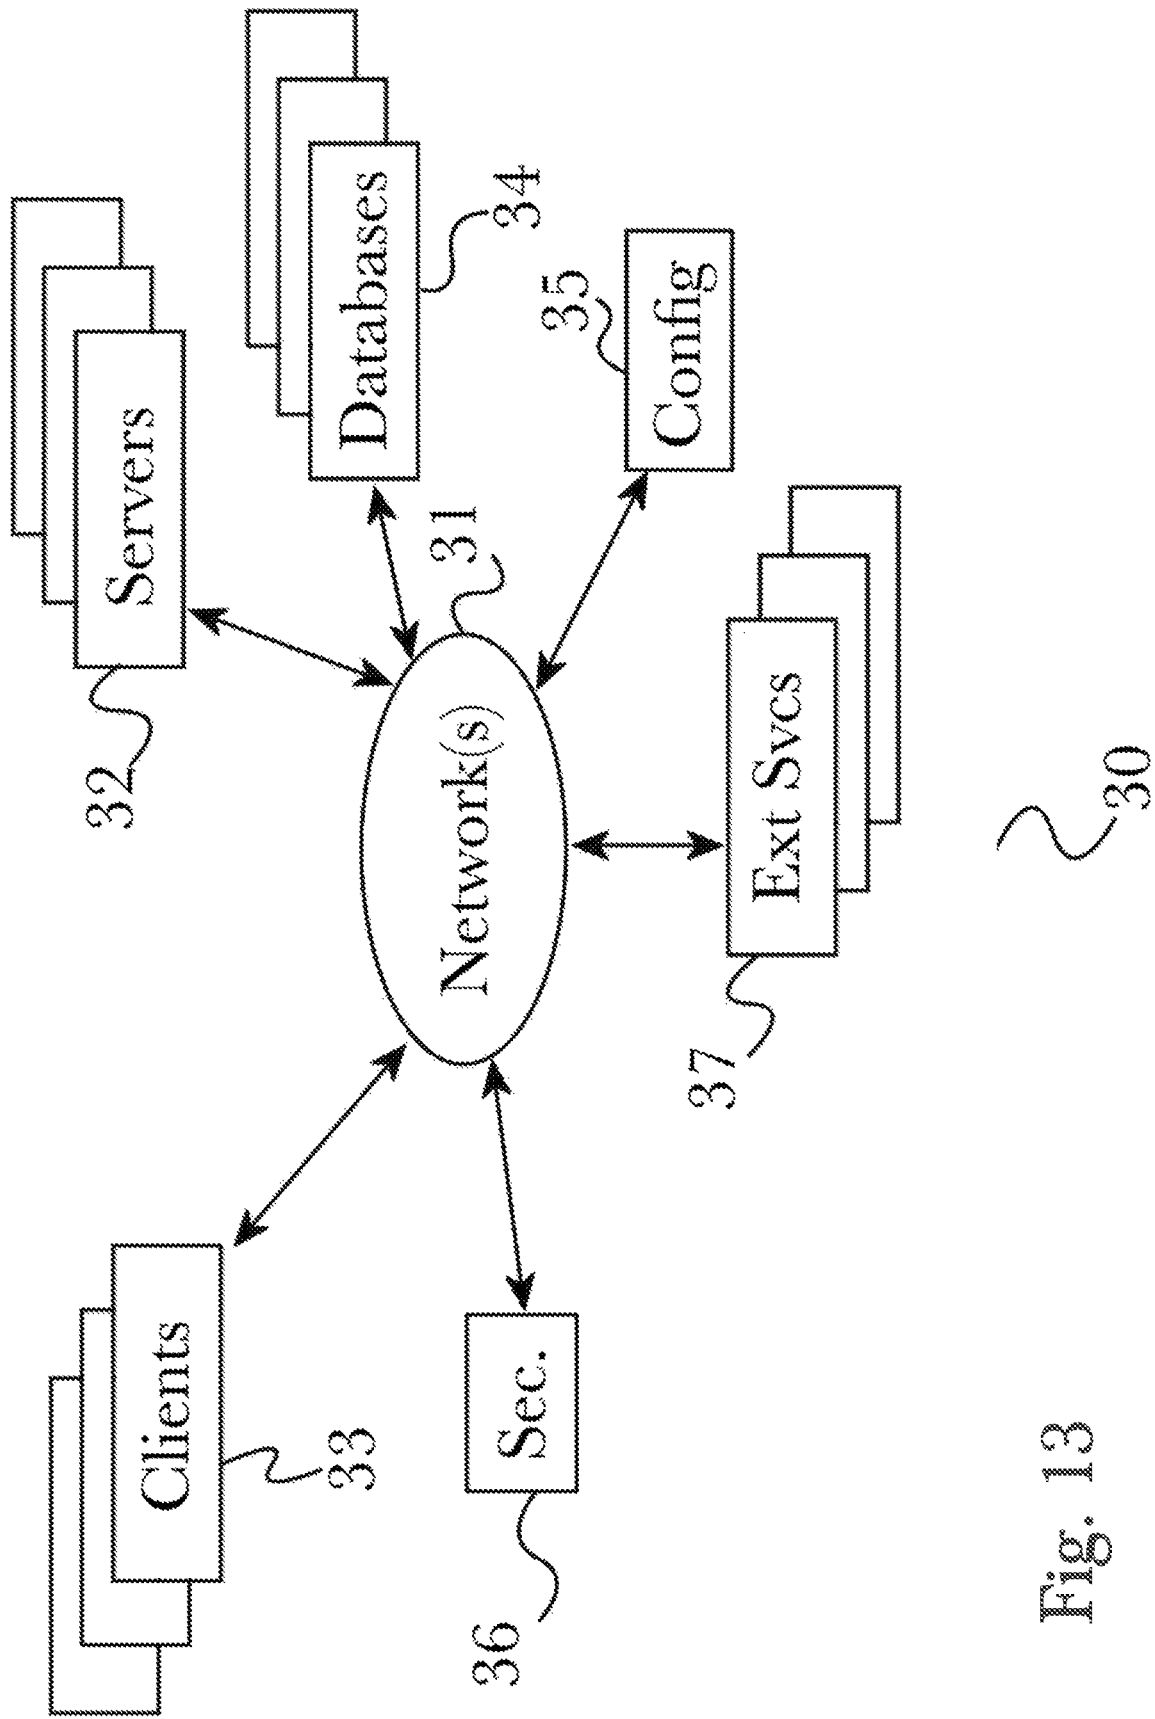 Servers
32
Clients
33
Databases
34
31
Network(s)
35
Config
Sec.
36
Ext Svcs
37
30
Fig. 13